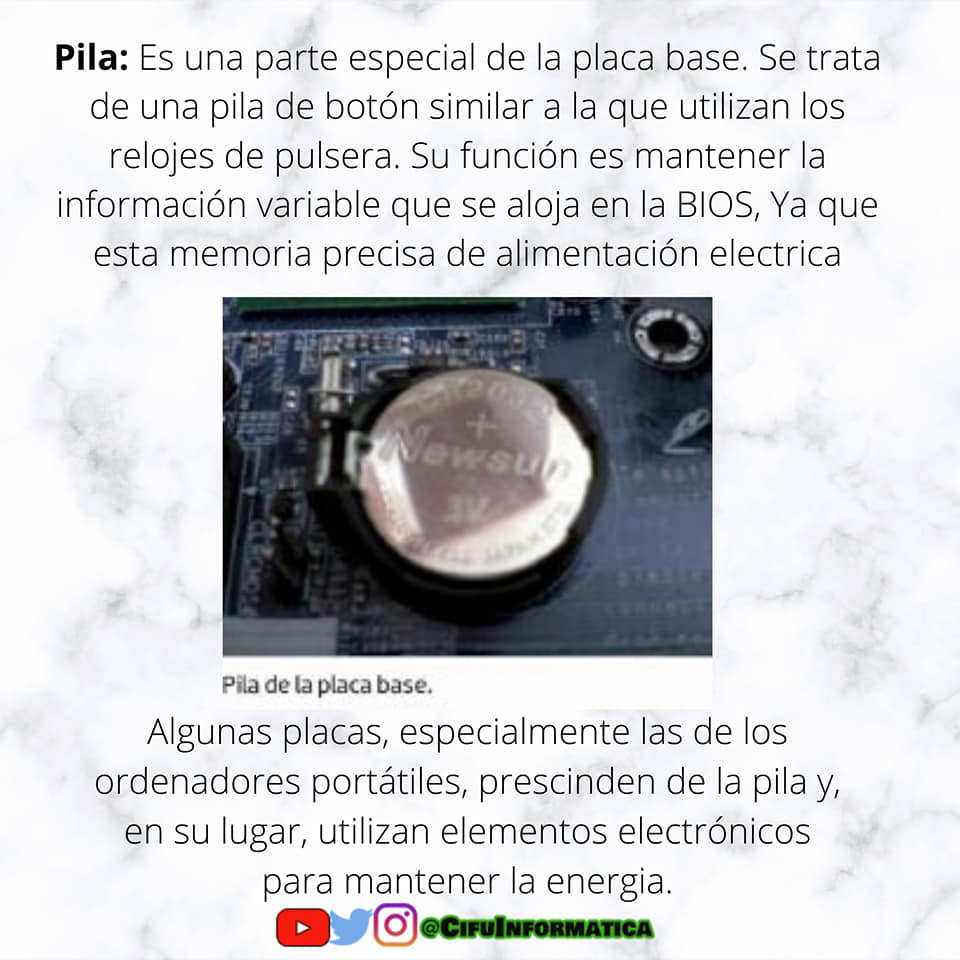 Pila: Es una parte especial de la placa base. Se trata
de una pila de botón similar a la que utilizan los
relojes de pulsera. Su función es mantener la
información variable que se aloja en la BIOS, Ya que
esta memoria precisa de alimentación electrica
+
Newsun
3V
Pila de la placa base.
Algunas placas, especialmente las de los
ordenadores portátiles, prescinden de la pila y,
en su lugar, utilizan elementos electrónicos
para mantener la energia.
@CifuInformatica